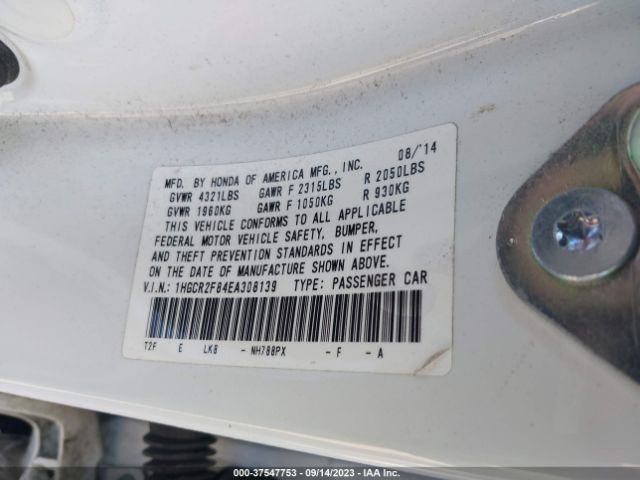 MFD. BY HONDA OF AMERICA MFG., INC. 08/'14
GVWR 4321LBS GAWR F 2315LBS R 2050LBS
GVWR 1960KG GAWR F 1050KG R 930KG
THIS VEHICLE CONFORMS TO ALL APPLICABLE
FEDERAL MOTOR VEHICLE SAFETY, BUMPER,
AND THEFT PREVENTION STANDARDS IN EFFECT
ON THE DATE OF MANUFACTURE SHOWN ABOVE.
V.I.N.: 1HGCR2F84EA308139 TYPE: PASSENGER CAR
T2F E LKB - NH788PX - F - A
000-37547753 - 09/14/2023 - IAA Inc.